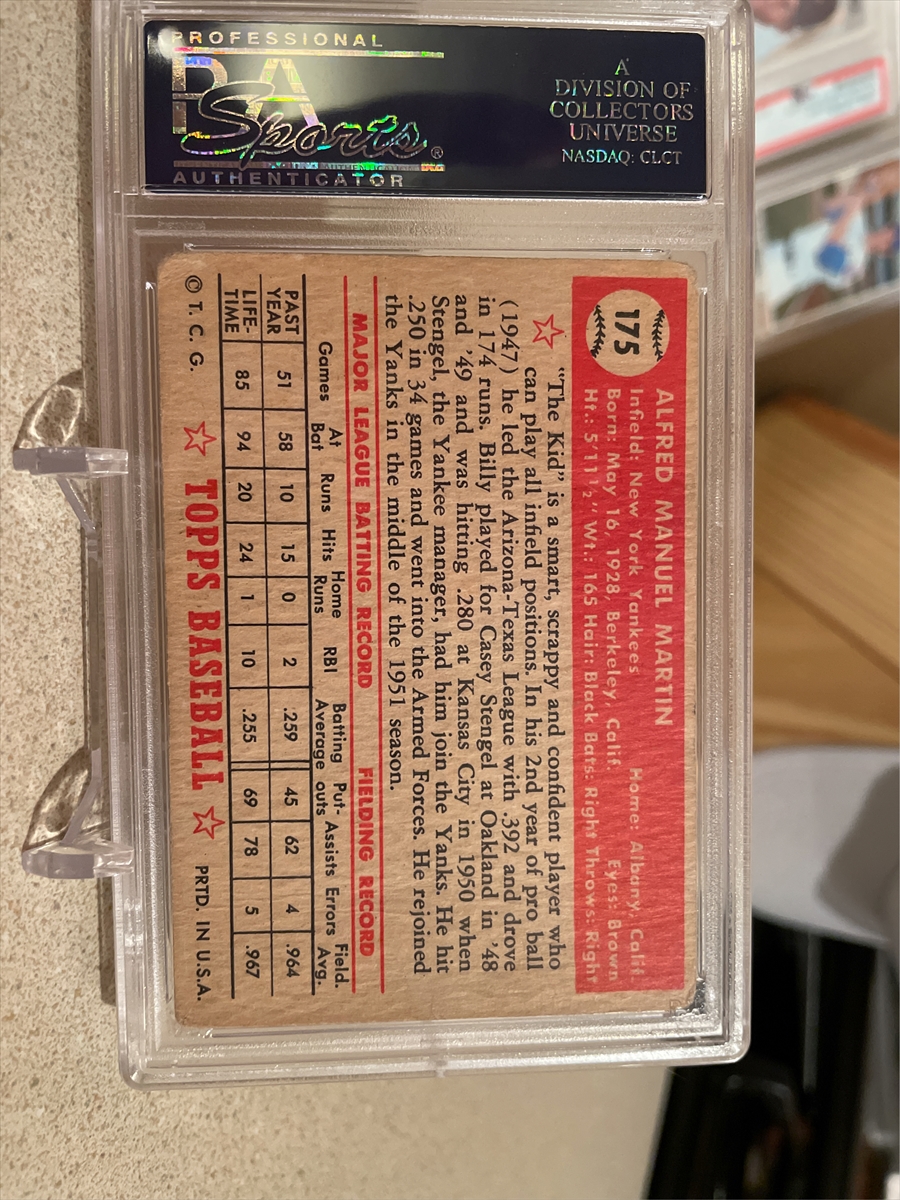 PROFESSIONAL
PSA
Sports®
AUTHENTICATOR
A
DIVISION OF
COLLECTORS
UNIVERSE
NASDAQ: CLCT
175
ALFRED MANUEL MARTIN
Infield: New York Yankees Home: Albany, Calif.
Born: May 16, 1928, Berkeley, Calif. Eyes: Brown
Ht.: 5'11½" Wt.: 165 Hair: Black Bats: Right Throws: Right
"The Kid" is a smart, scrappy and confident player who
can play all infield positions. In his 2nd year of pro ball
(1947) he led the Arizona-Texas League with .392 and drove
in 174 runs. Billy played for Casey Stengel at Oakland in '48
and '49 and was hitting .280 at Kansas City in 1950 when
Stengel, the Yankee manager, had him join the Yanks. He hit
.250 in 34 games and went into the Armed Forces. He rejoined
the Yanks in the middle of the 1951 season.
MAJOR LEAGUE BATTING RECORD FIELDING RECORD
Games At Bat Runs Hits Home Runs RBI Batting Average Put-outs Assists Errors Field. Avg.
PAST YEAR 51 58 10 15 0 2 .259 45 62 4 .964
LIFE-TIME 85 94 20 24 1 10 .255 69 78 5 .967
© T. C. G. TOPPS BASEBALL PRTD. IN U.S.A.